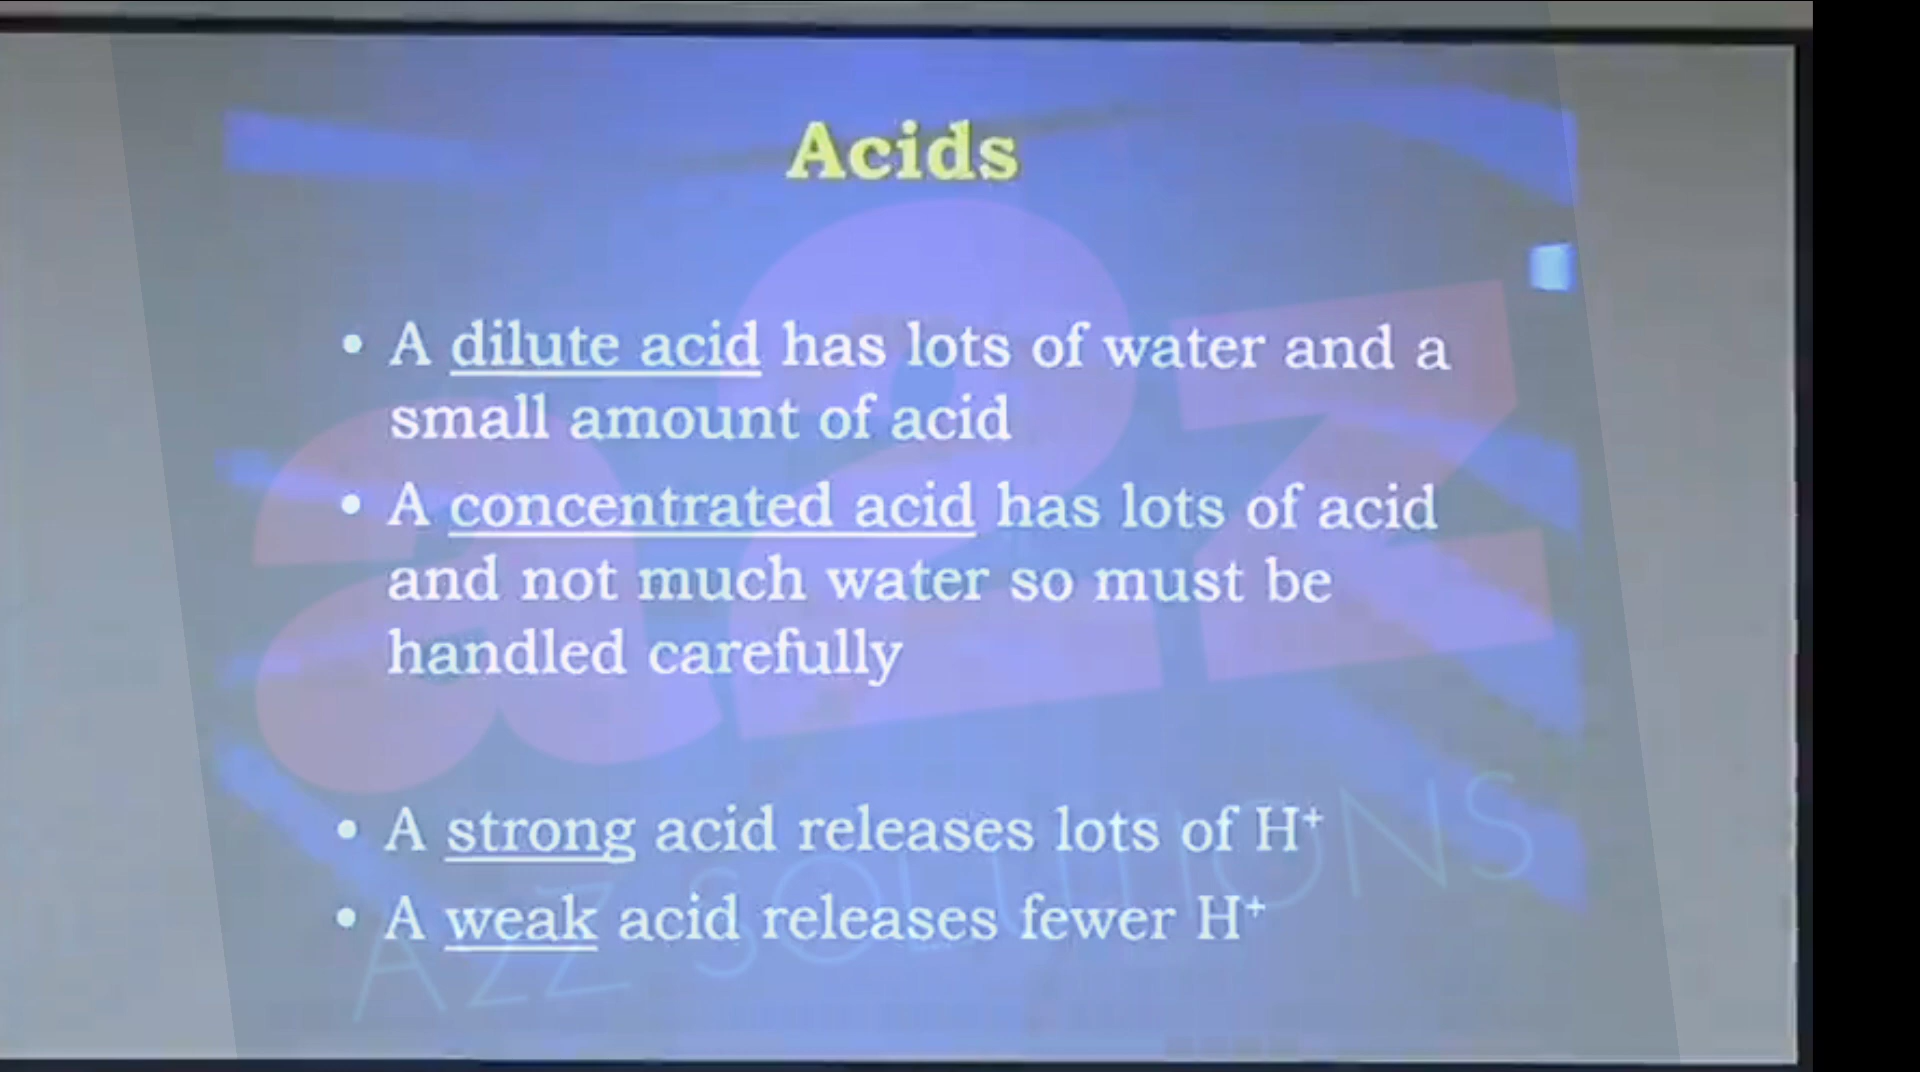 Acids
• A dilute acid has lots of water and a
small amount of acid
• A concentrated acid has lots of acid
and not much water so must be
handled carefully
• A strong acid releases lots of H⁺
• A weak acid releases fewer H⁺
a2z
A2Z SOLUTIONS